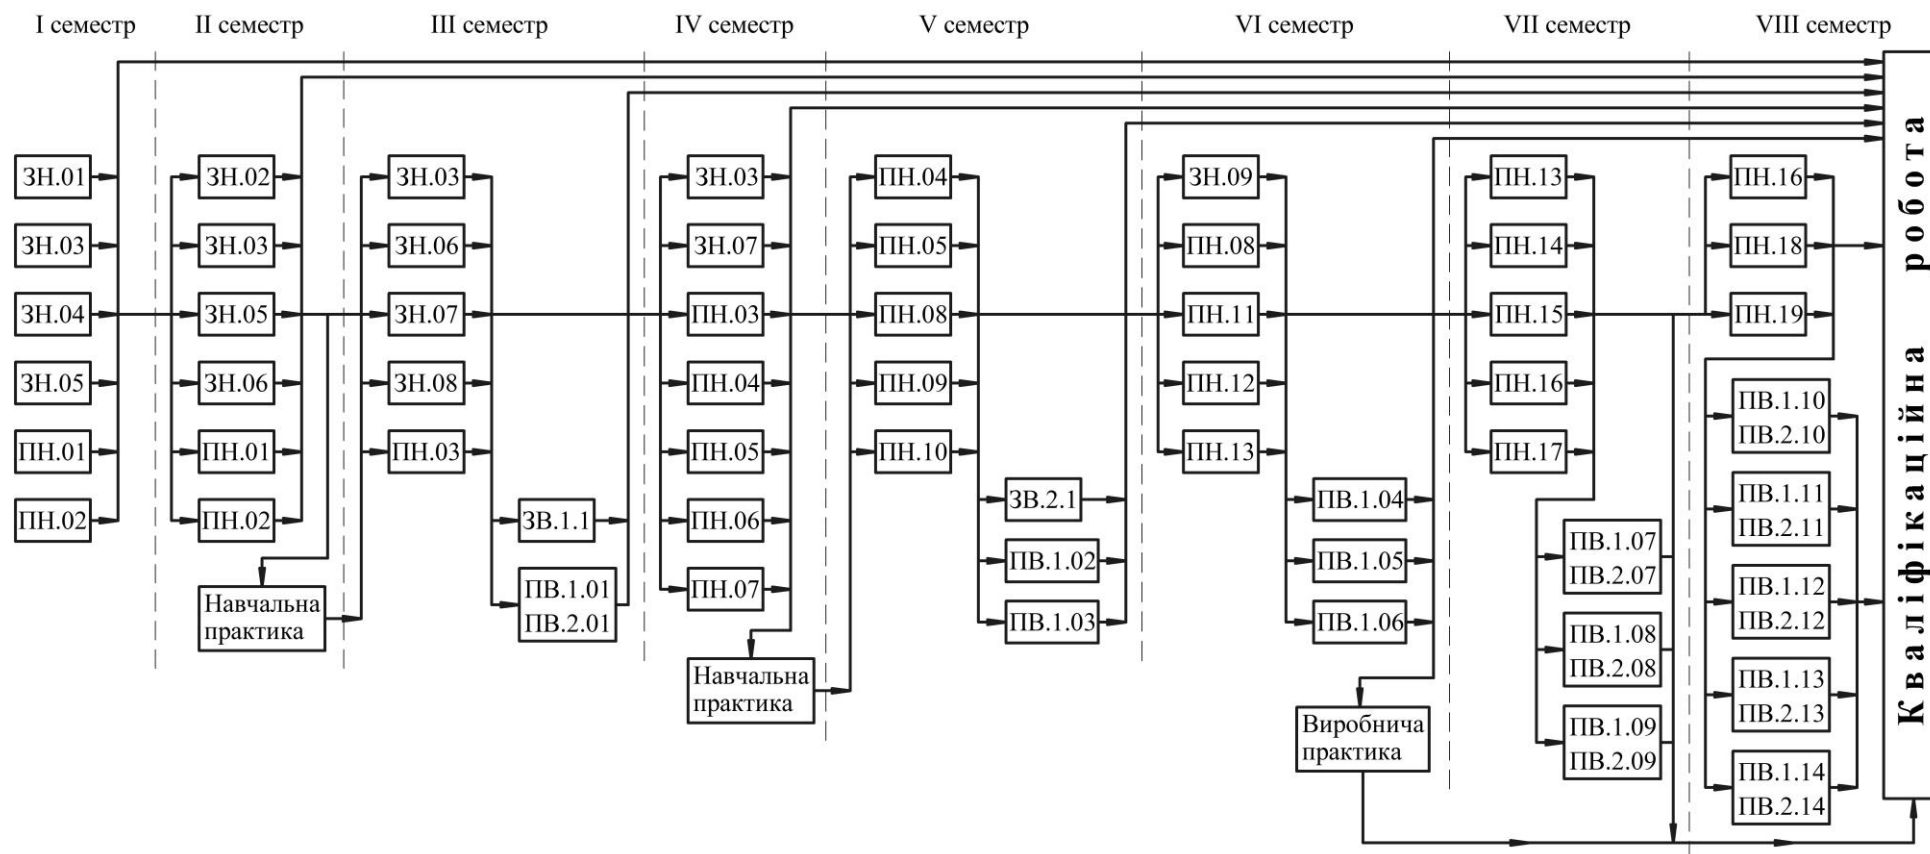 I семестр
II семестр
III семестр
IV семестр
V семестр
VI семестр
VII семестр
VIII семестр
ЗН.01
ЗН.03
ЗН.04
ЗН.05
ПН.01
ПН.02
ЗН.02
ЗН.03
ЗН.05
ЗН.06
ПН.01
ПН.02
Навчальна
практика
ЗН.03
ЗН.06
ЗН.07
ЗН.08
ПН.03
ЗВ.1.1
ПВ.1.01
ПВ.2.01
ЗН.03
ЗН.07
ПН.03
ПН.04
ПН.05
ПН.06
ПН.07
Навчальна
практика
ПН.04
ПН.05
ПН.08
ПН.09
ПН.10
ЗВ.2.1
ПВ.1.02
ПВ.1.03
ЗН.09
ПН.08
ПН.11
ПН.12
ПН.13
ПВ.1.04
ПВ.1.05
ПВ.1.06
Виробнича
практика
ПН.13
ПН.14
ПН.15
ПН.16
ПН.17
ПВ.1.07
ПВ.2.07
ПВ.1.08
ПВ.2.08
ПВ.1.09
ПВ.2.09
ПН.16
ПН.18
ПН.19
ПВ.1.10
ПВ.2.10
ПВ.1.11
ПВ.2.11
ПВ.1.12
ПВ.2.12
ПВ.1.13
ПВ.2.13
ПВ.1.14
ПВ.2.14
Кваліфікаційна робота